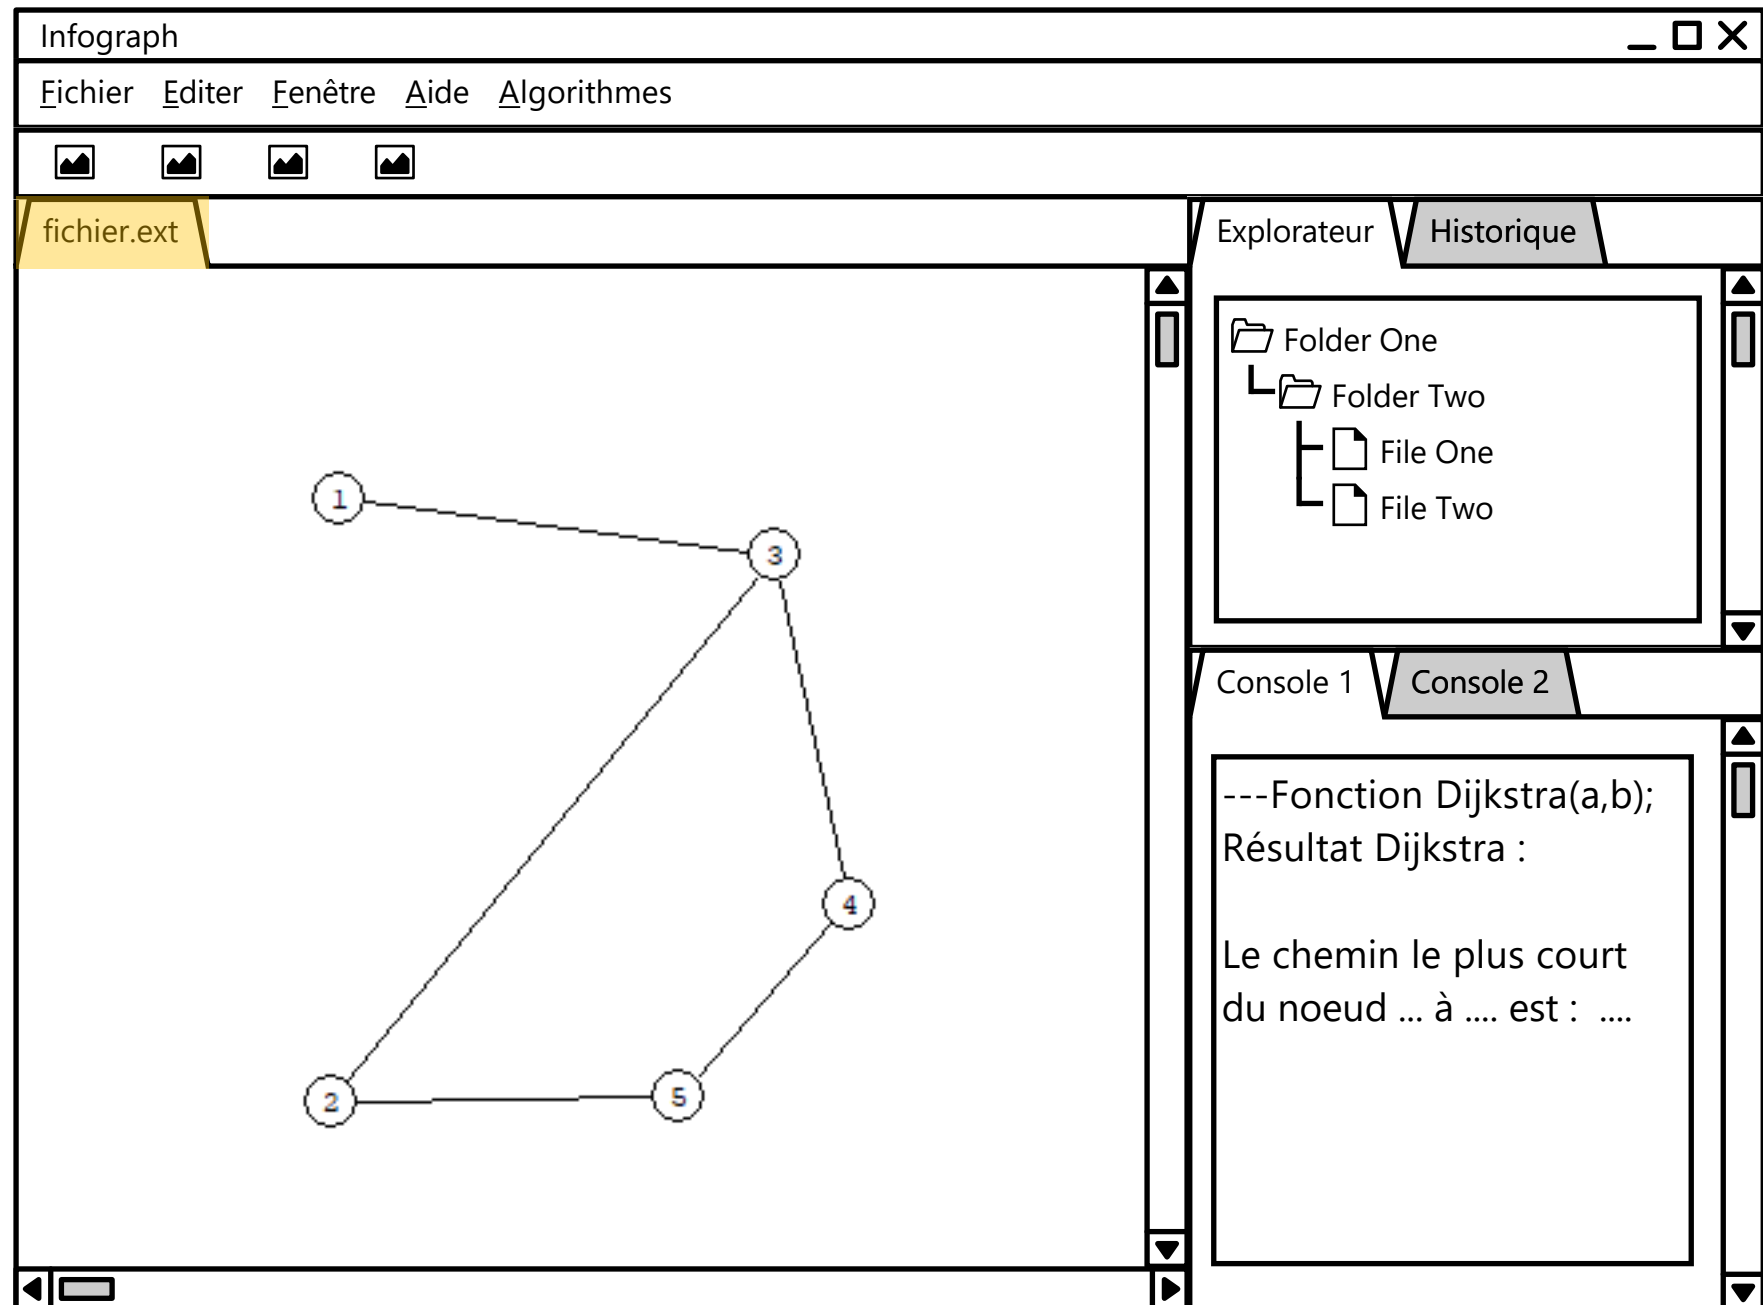 Infograph
Fichier Editer Fenêtre Aide Algorithmes
fichier.ext
Explorateur Historique
Folder One
Folder Two
File One
File Two
1
3
4
2
5
Console 1 Console 2
---Fonction Dijkstra(a,b);
Résultat Dijkstra :
Le chemin le plus court
du noeud ... à .... est : ....